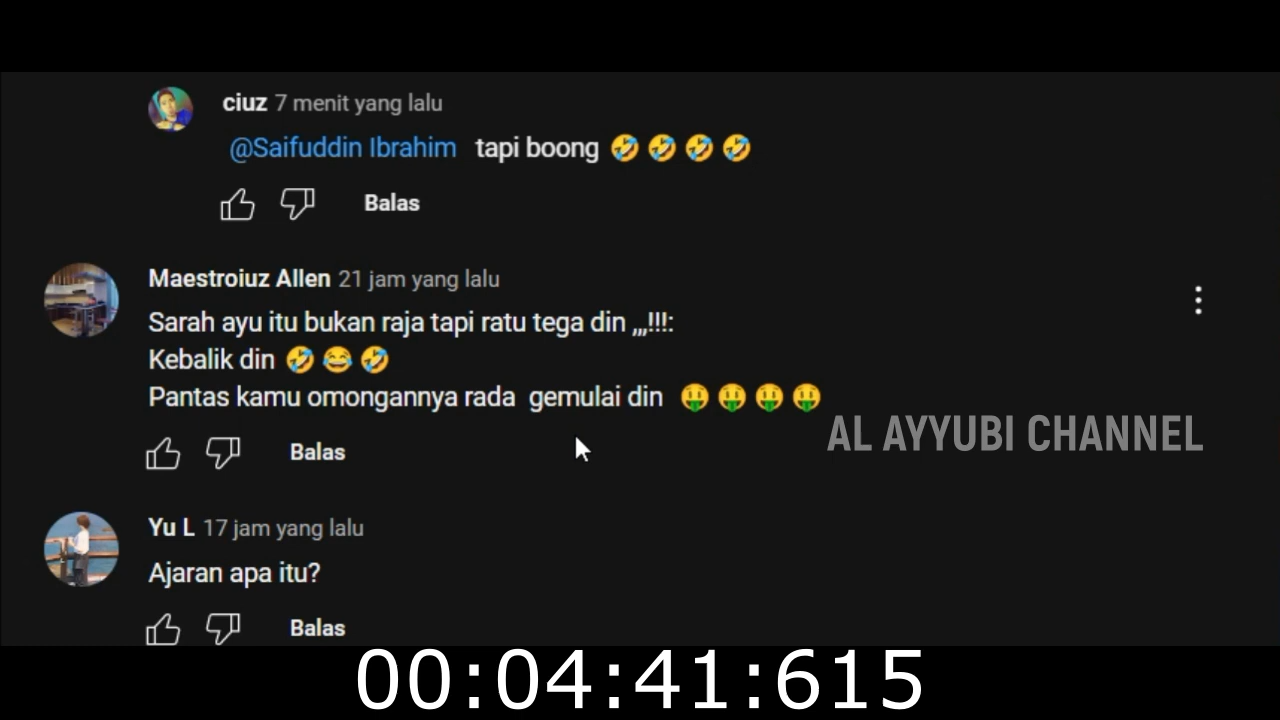 ciuz 7 menit yang lalu
@Saifuddin Ibrahim tapi boong 🤣 🤣 🤣 🤣
Balas
Maestroiuz Allen 21 jam yang lalu
Sarah ayu itu bukan raja tapi ratu tega din ,,,!!!:
Kebalik din 🤣 😂 🤣
Pantas kamu omongannya rada gemulai din 🤑 🤑 🤑 🤑
AL AYYUBI CHANNEL
Balas
Yu L 17 jam yang lalu
Ajaran apa itu?
Balas
00:04:41:615